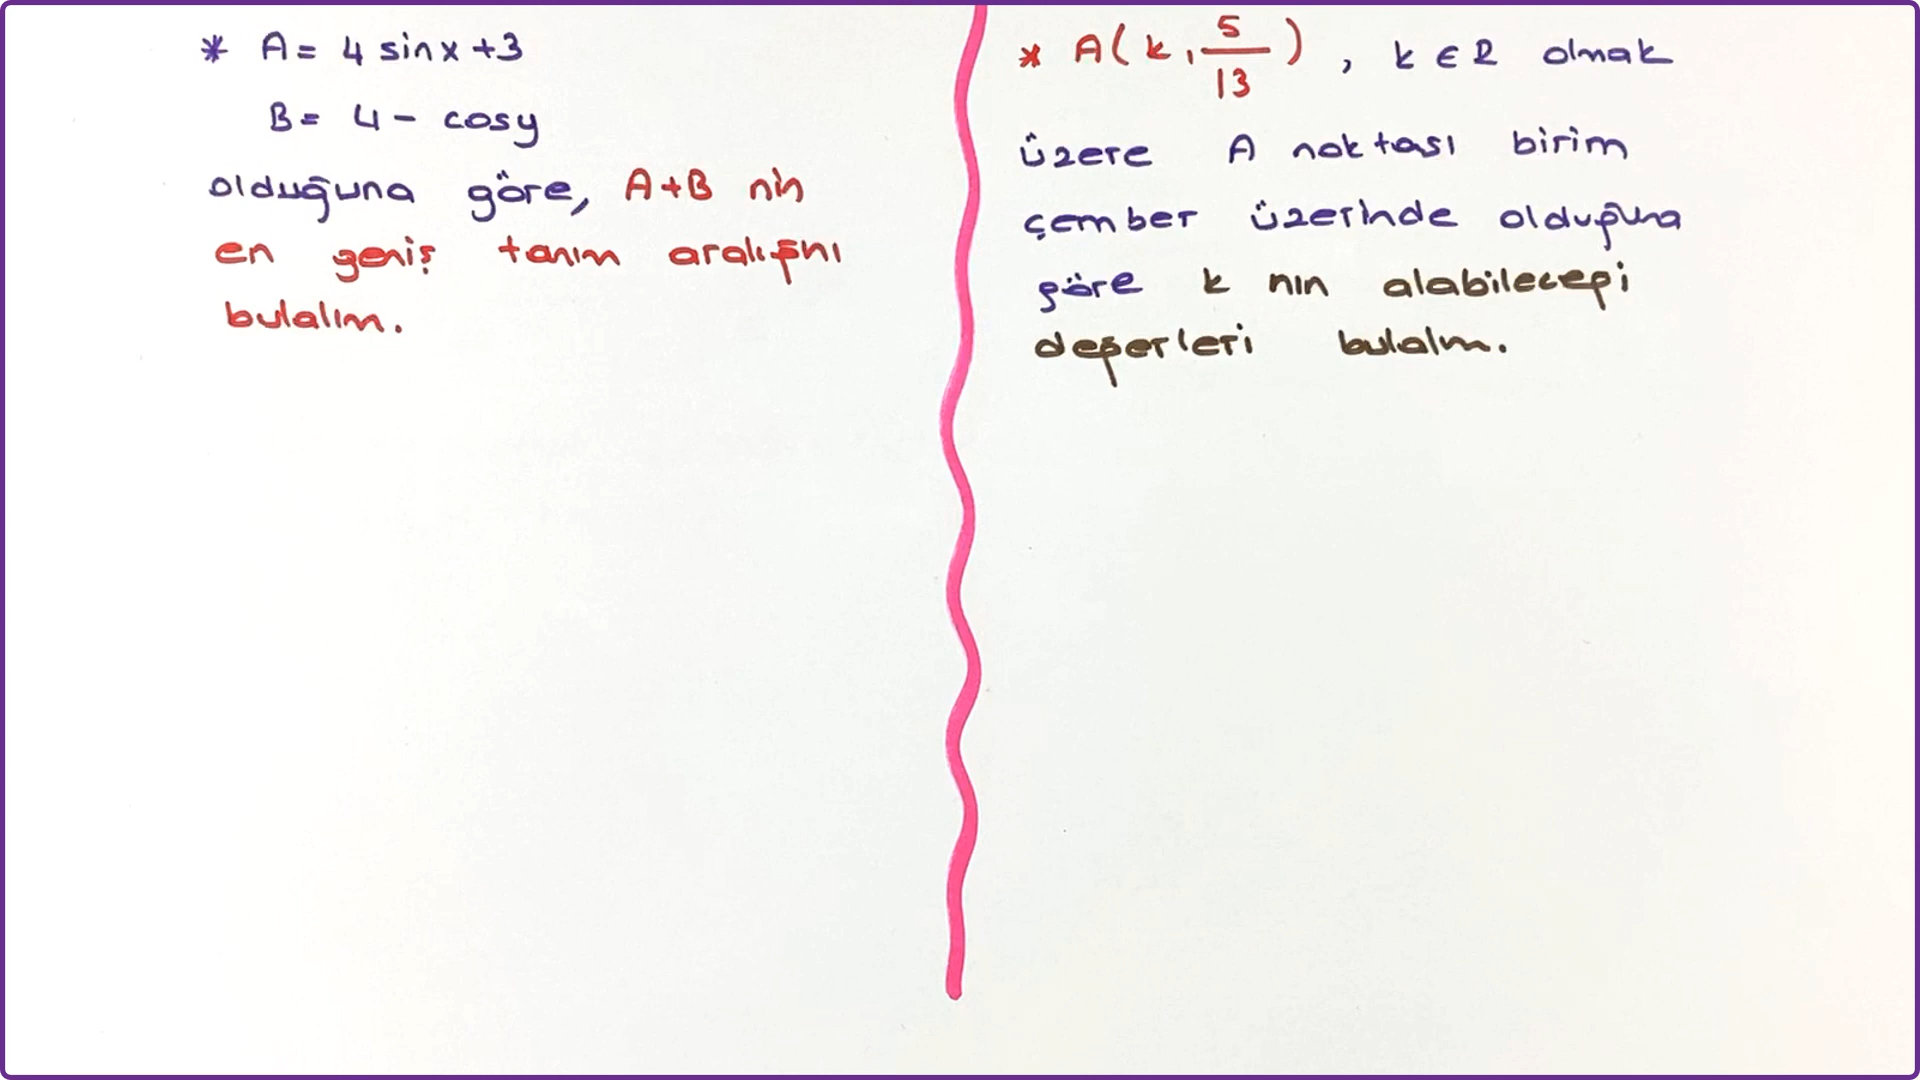 * A = 4 sinx + 3
B = 4 - cosy
olduğuna göre, A+B nin
en geniş tanım aralığını
bulalım.
* A(k, 5/13), k ∈ R olmak
üzere A noktası birim
çember üzerinde olduğuna
göre k nın alabileceği
değerleri bulalım.